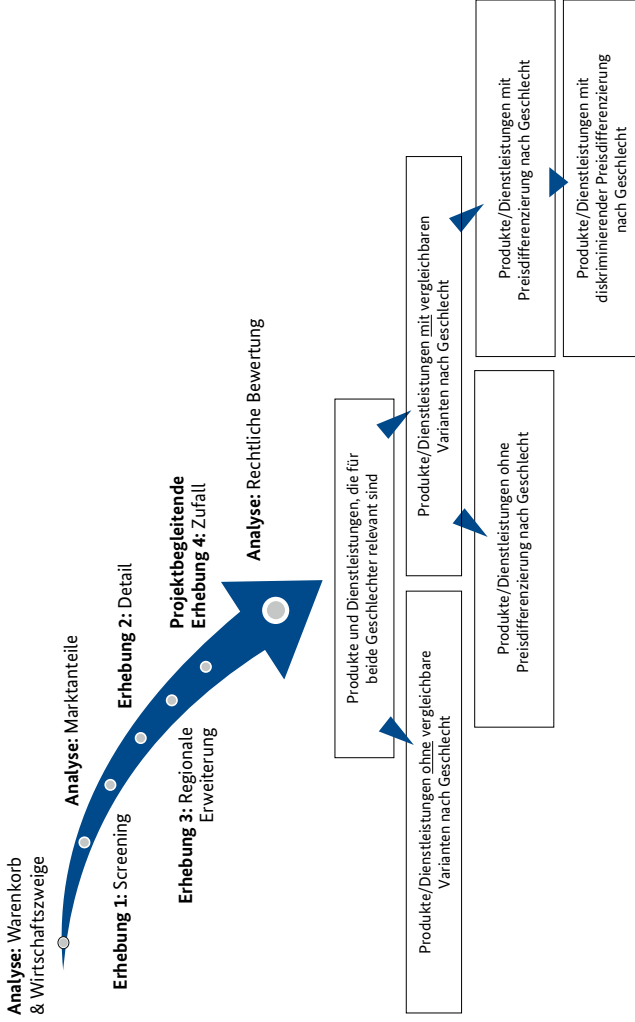 Analyse: Warenkorb
& Wirtschaftszweige
Analyse: Marktanteile
Erhebung 1: Screening
Erhebung 2: Detail
Erhebung 3: Regionale
Erweiterung
Projektbegleitende
Erhebung 4: Zufall
Analyse: Rechtliche Bewertung
Produkte und Dienstleistungen, die für
beide Geschlechter relevant sind
Produkte/Dienstleistungen ohne vergleichbare
Varianten nach Geschlecht
Produkte/Dienstleistungen mit vergleichbaren
Varianten nach Geschlecht
Produkte/Dienstleistungen ohne
Preisdifferenzierung nach Geschlecht
Produkte/Dienstleistungen mit
Preisdifferenzierung nach Geschlecht
Produkte/Dienstleistungen mit
diskriminierender Preisdifferenzierung
nach Geschlecht